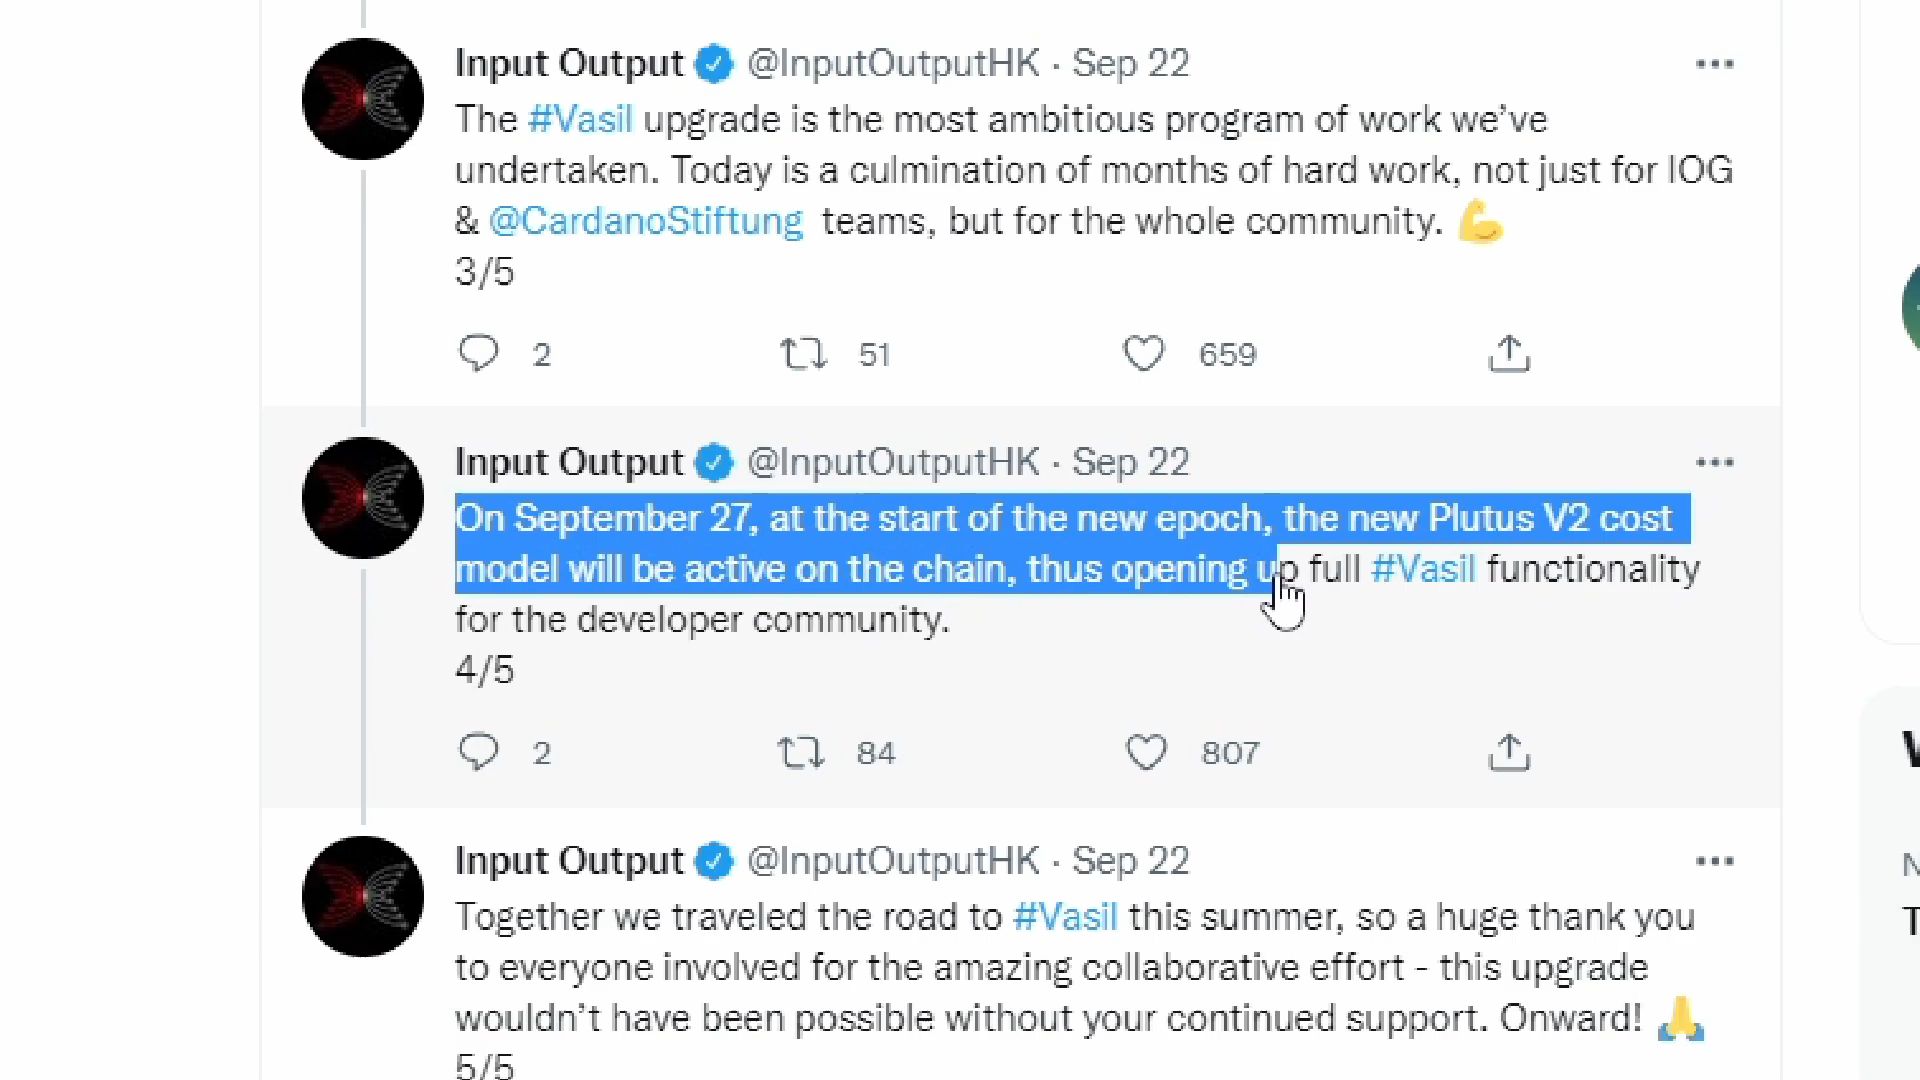 Input Output @InputOutputHK · Sep 22
The #Vasil upgrade is the most ambitious program of work we’ve
undertaken. Today is a culmination of months of hard work, not just for IOG
& @CardanoStiftung teams, but for the whole community. 💪
3/5
2 51 659
Input Output @InputOutputHK · Sep 22
On September 27, at the start of the new epoch, the new Plutus V2 cost
model will be active on the chain, thus opening up full #Vasil functionality
for the developer community.
4/5
2 84 807
Input Output @InputOutputHK · Sep 22
Together we traveled the road to #Vasil this summer, so a huge thank you
to everyone involved for the amazing collaborative effort - this upgrade
wouldn’t have been possible without your continued support. Onward! 🙏
5/5